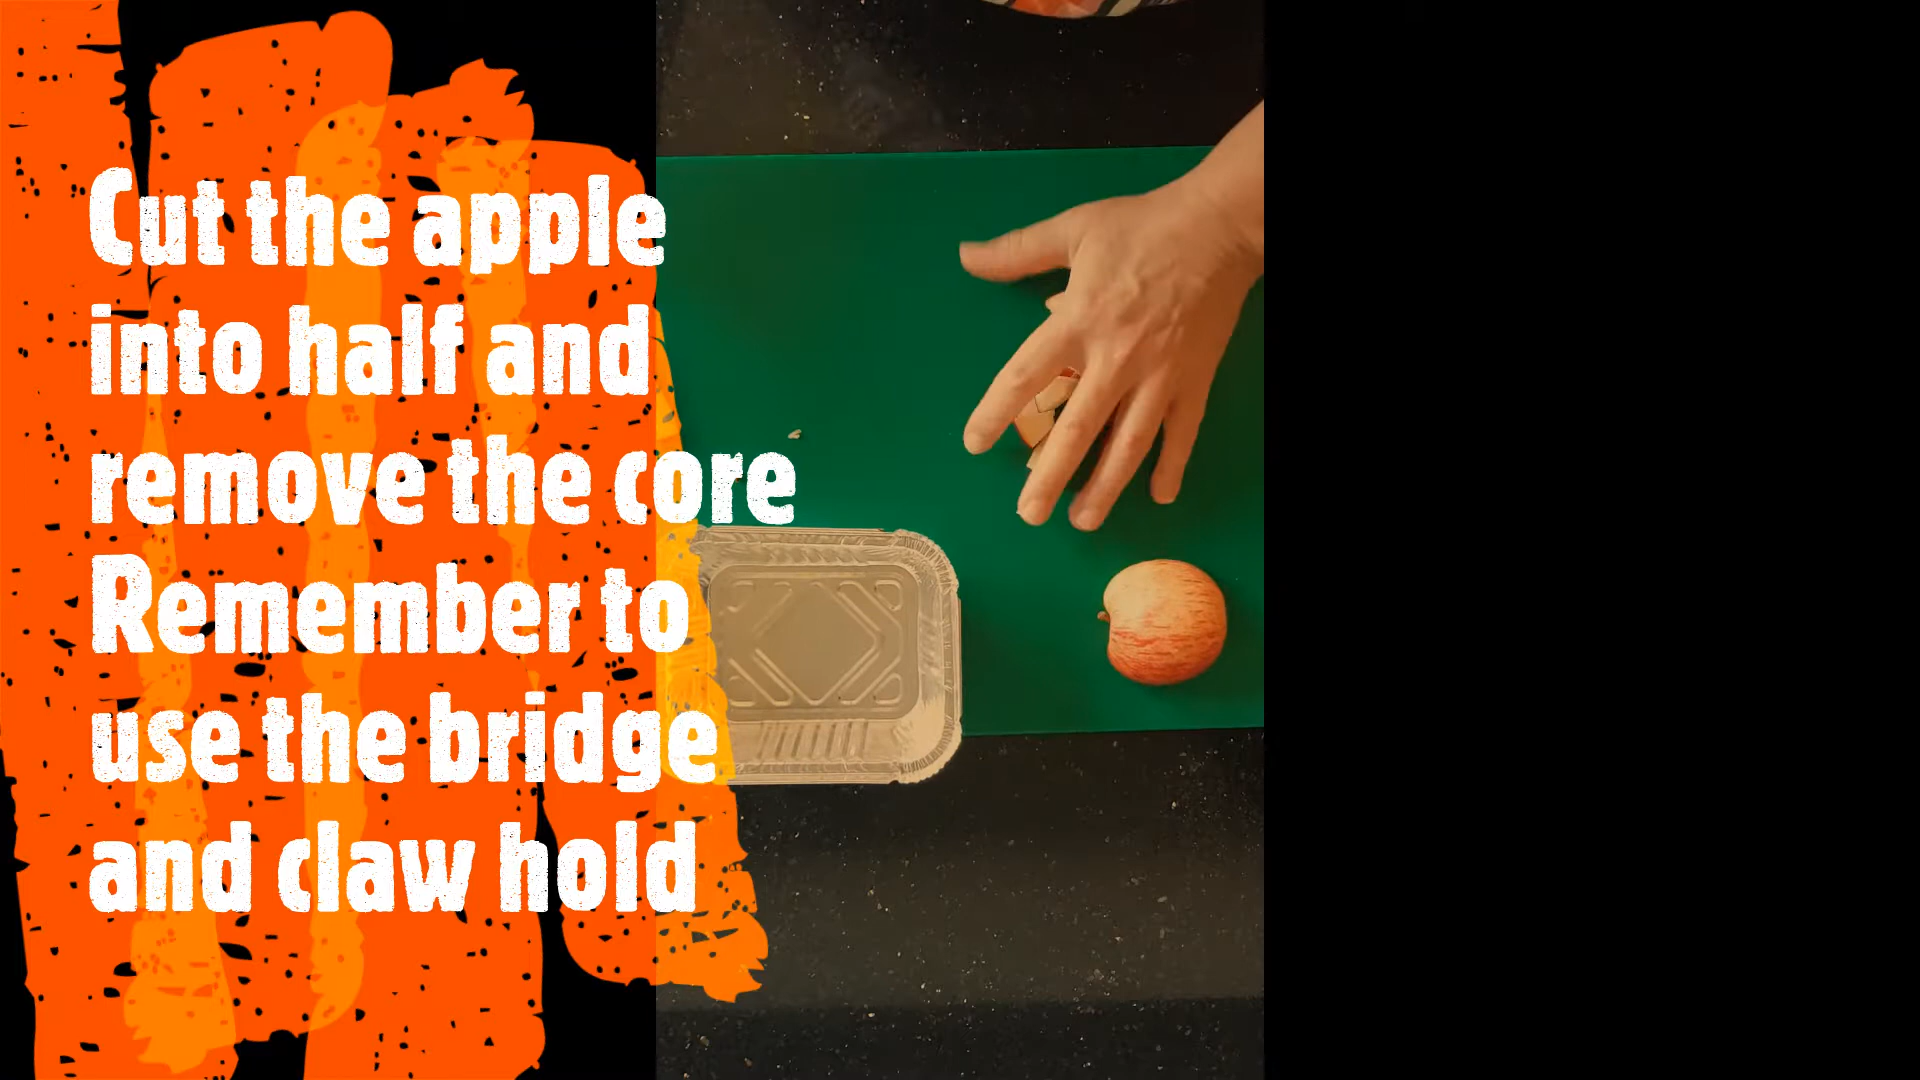 Cut the apple
into half and
remove the core
Remember to
use the bridge
and claw hold